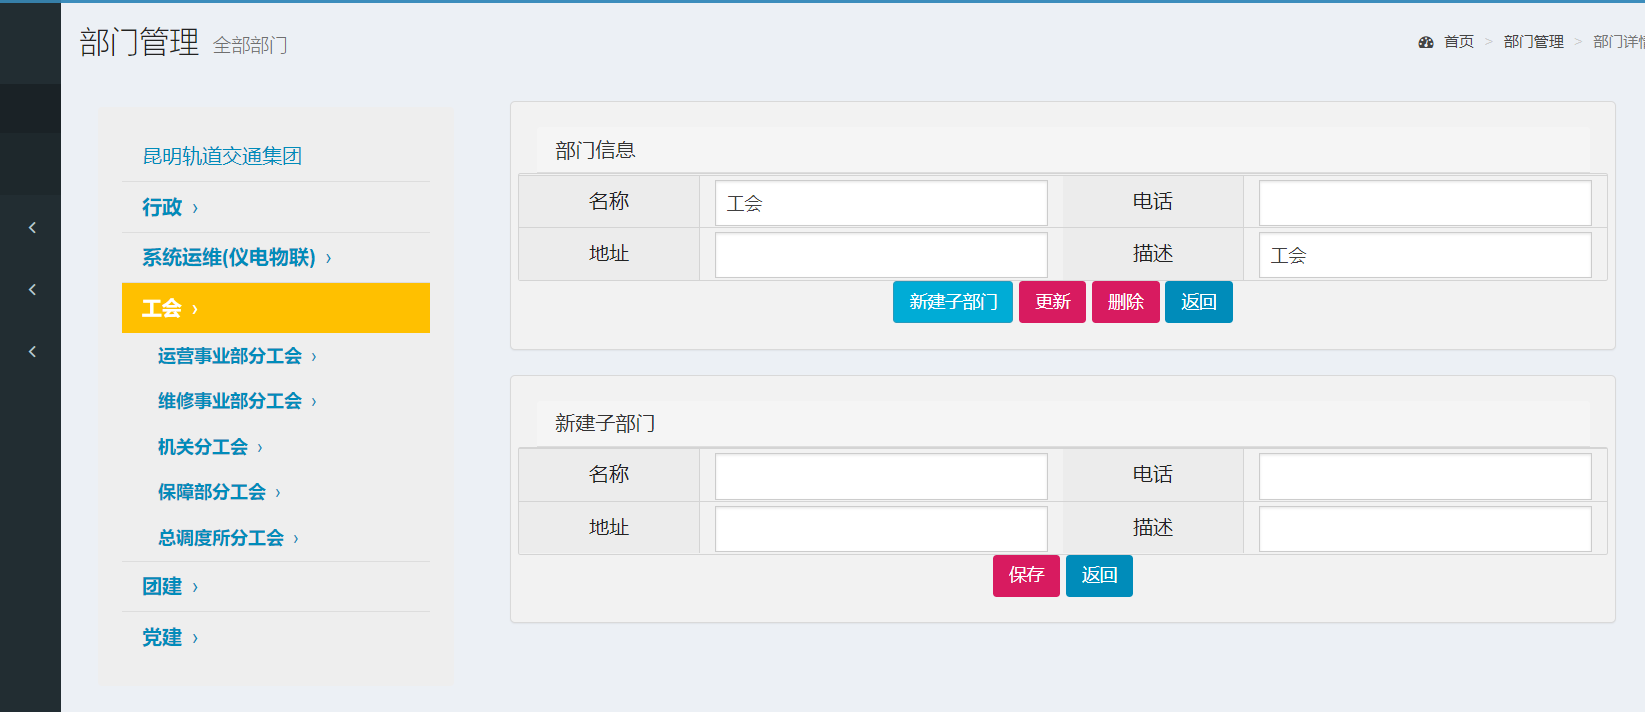 部门管理 全部部门
首页 > 部门管理 > 部门详情
昆明轨道交通集团
行政 ›
系统运维(仪电物联) ›
工会 ›
运营事业部分工会 ›
维修事业部分工会 ›
机关分工会 ›
保障部分工会 ›
总调度所分工会 ›
团建 ›
党建 ›
部门信息
名称 工会 电话
地址 描述 工会
新建子部门 更新 删除 返回
新建子部门
名称 电话
地址 描述
保存 返回